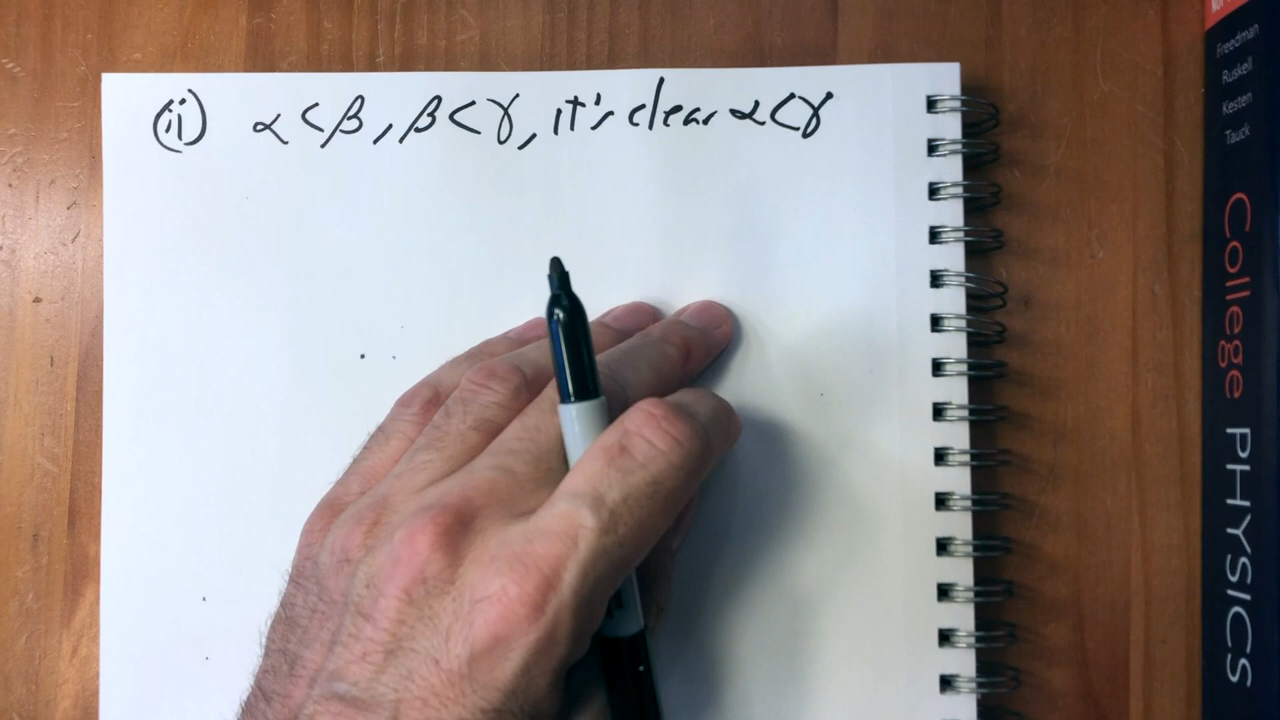 (ii) α < β, β < γ, it's clear α < γ
Freedman
Ruskell
Kesten
Tauck
College PHYSICS